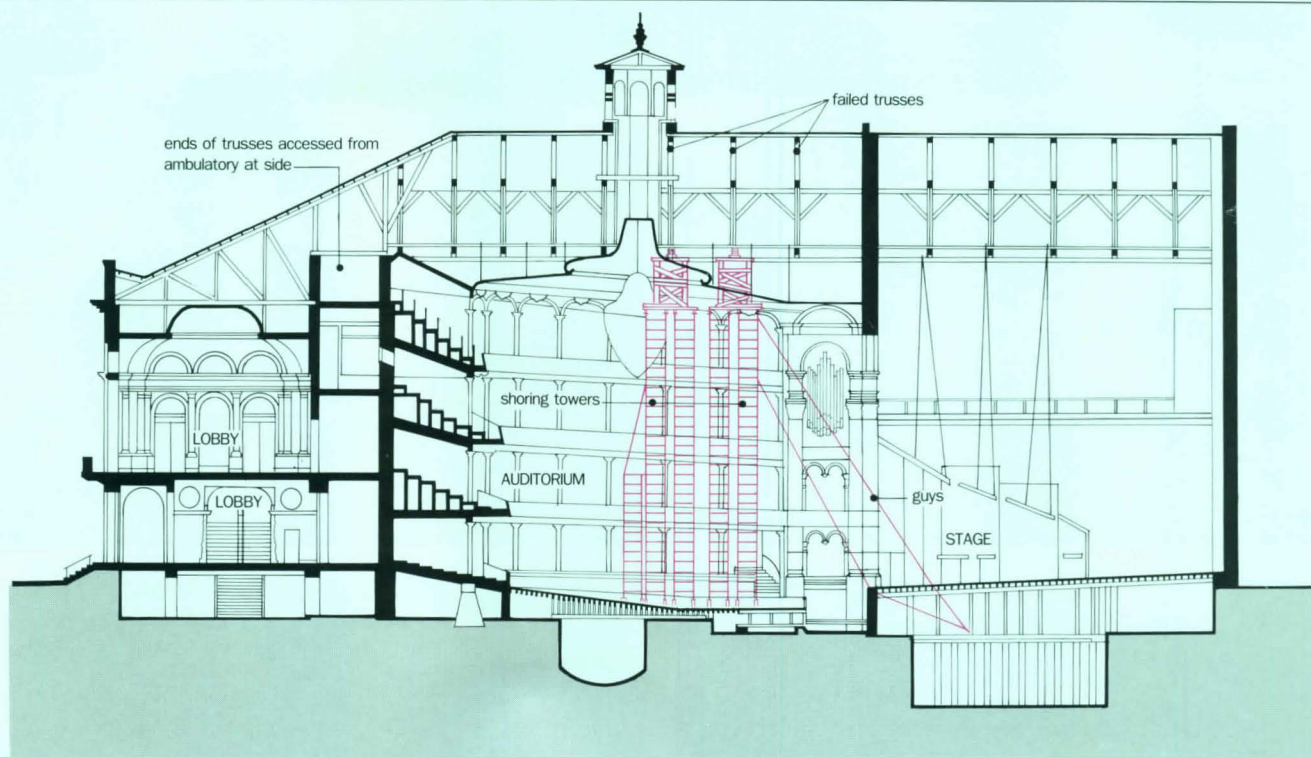 failed trusses
ends of trusses accessed from
ambulatory at side
shoring towers
LOBBY
AUDITORIUM
LOBBY
guys
STAGE